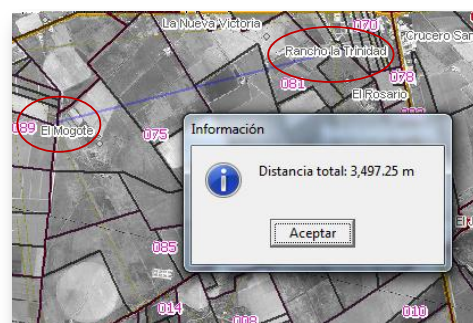 La Nueva Victoria
070
Crucero San
Rancho la Trinidad
078
081
El Rosario
089
El Mogote
075
Información
Distancia total: 3,497.25 m
Aceptar
085
014
008
010